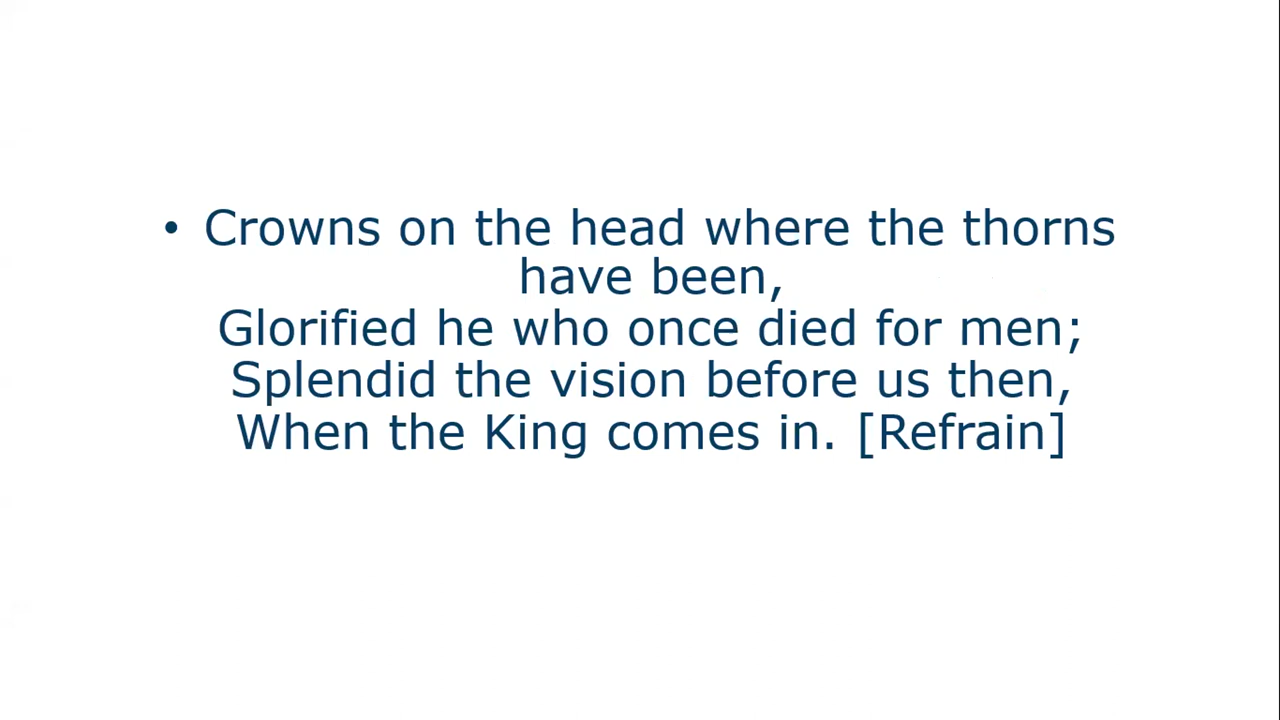 • Crowns on the head where the thorns
have been,
Glorified he who once died for men;
Splendid the vision before us then,
When the King comes in. [Refrain]